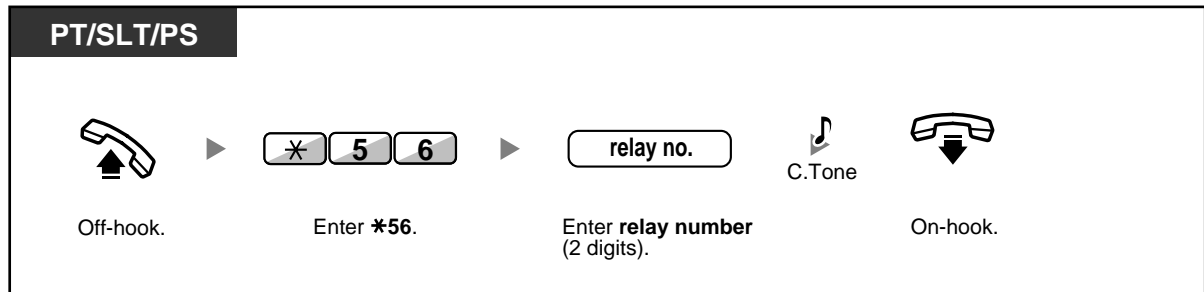 PT/SLT/PS
* 5 6
relay no.
C.Tone
Off-hook.
Enter *56.
Enter relay number
(2 digits).
On-hook.